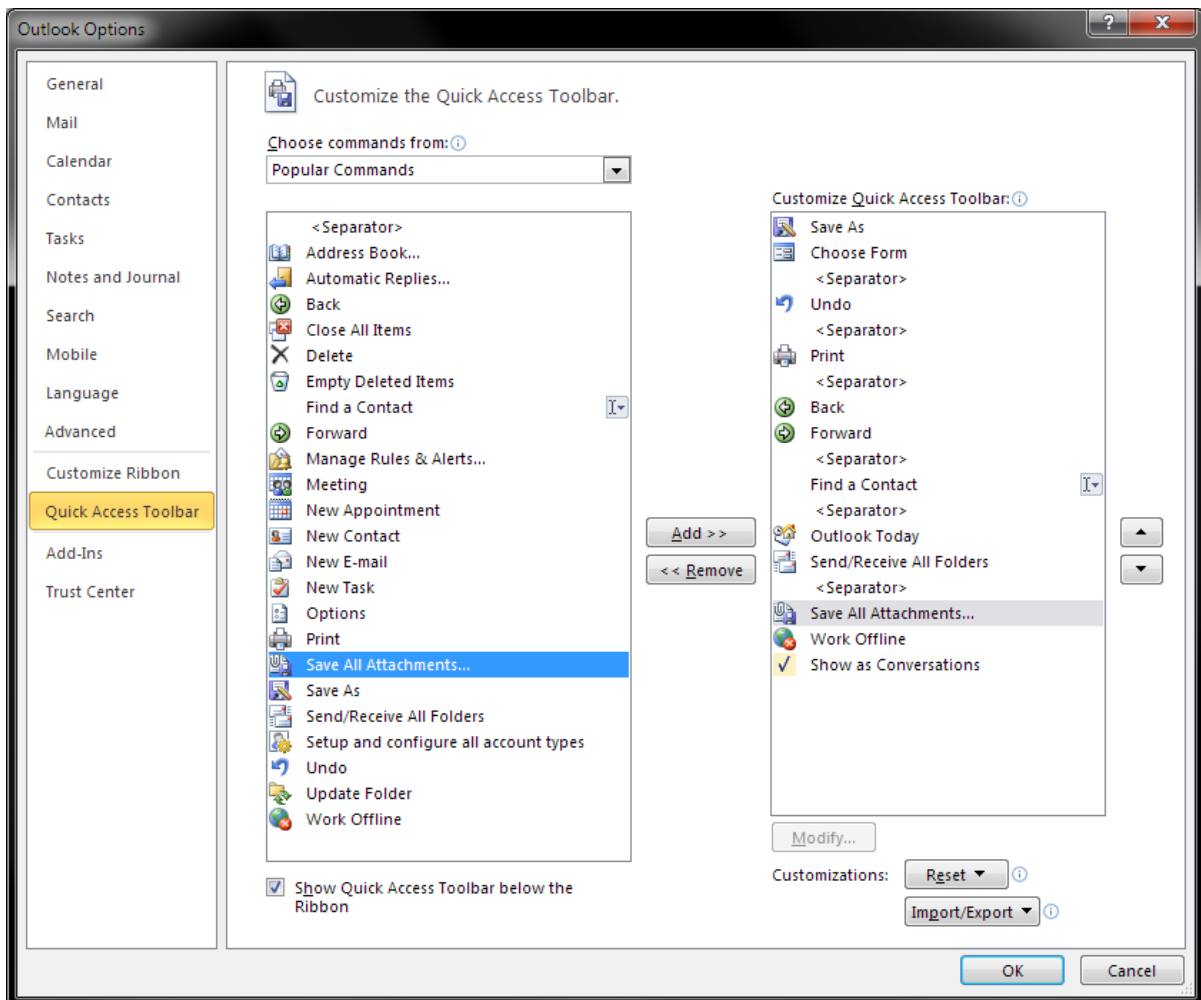 Outlook Options
General
Mail
Calendar
Contacts
Tasks
Notes and Journal
Search
Mobile
Language
Advanced
Customize Ribbon
Quick Access Toolbar
Add-Ins
Trust Center
Customize the Quick Access Toolbar.
Choose commands from:
Popular Commands
<Separator>
Address Book...
Automatic Replies...
Back
Close All Items
Delete
Empty Deleted Items
Find a Contact
Forward
Manage Rules & Alerts...
Meeting
New Appointment
New Contact
New E-mail
New Task
Options
Print
Save All Attachments...
Save As
Send/Receive All Folders
Setup and configure all account types
Undo
Update Folder
Work Offline
Show Quick Access Toolbar below the
Ribbon
Add >>
<< Remove
Customize Quick Access Toolbar:
Save As
Choose Form
<Separator>
Undo
<Separator>
Print
<Separator>
Back
Forward
<Separator>
Find a Contact
<Separator>
Outlook Today
Send/Receive All Folders
<Separator>
Save All Attachments...
Work Offline
Show as Conversations
Modify...
Customizations:
Reset
Import/Export
OK
Cancel